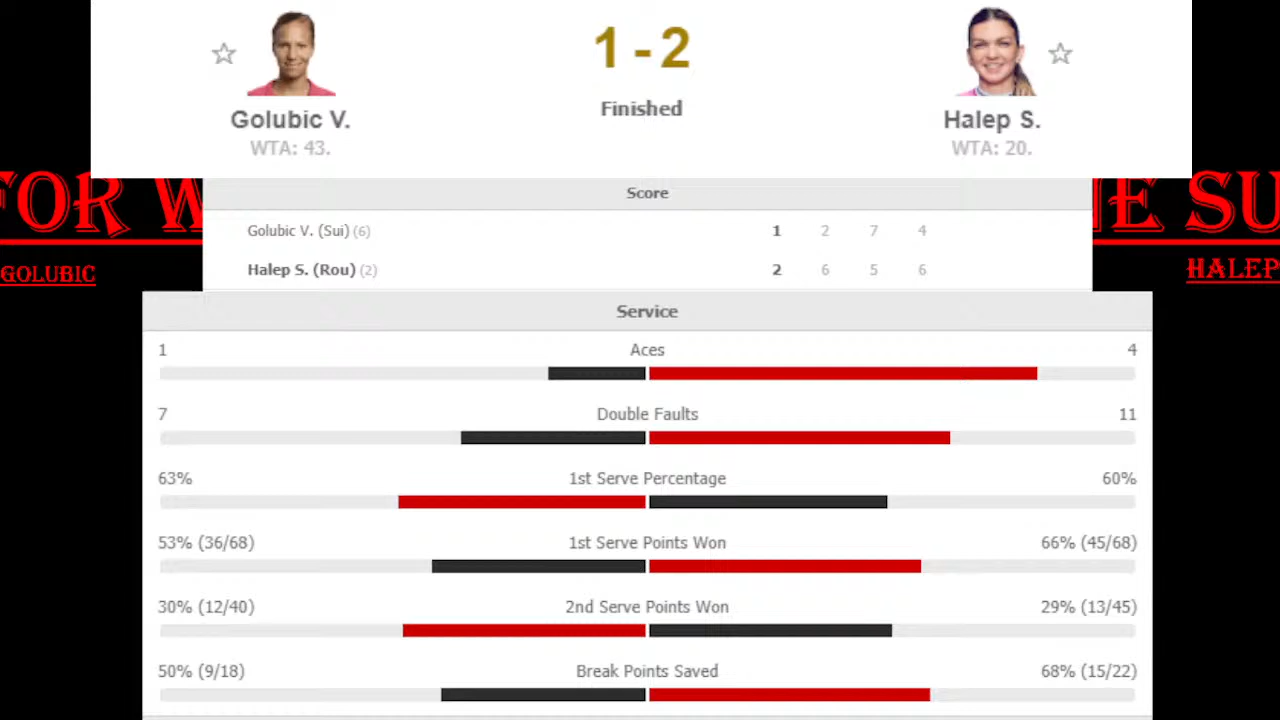 1 - 2
Finished
Golubic V.
WTA: 43.
Halep S.
WTA: 20.
FOR W
NE SU
GOLUBIC
HALEP
Score
Golubic V. (Sui) (6) 1 2 7 4
Halep S. (Rou) (2) 2 6 5 6
Service
1 Aces 4
7 Double Faults 11
63% 1st Serve Percentage 60%
53% (36/68) 1st Serve Points Won 66% (45/68)
30% (12/40) 2nd Serve Points Won 29% (13/45)
50% (9/18) Break Points Saved 68% (15/22)